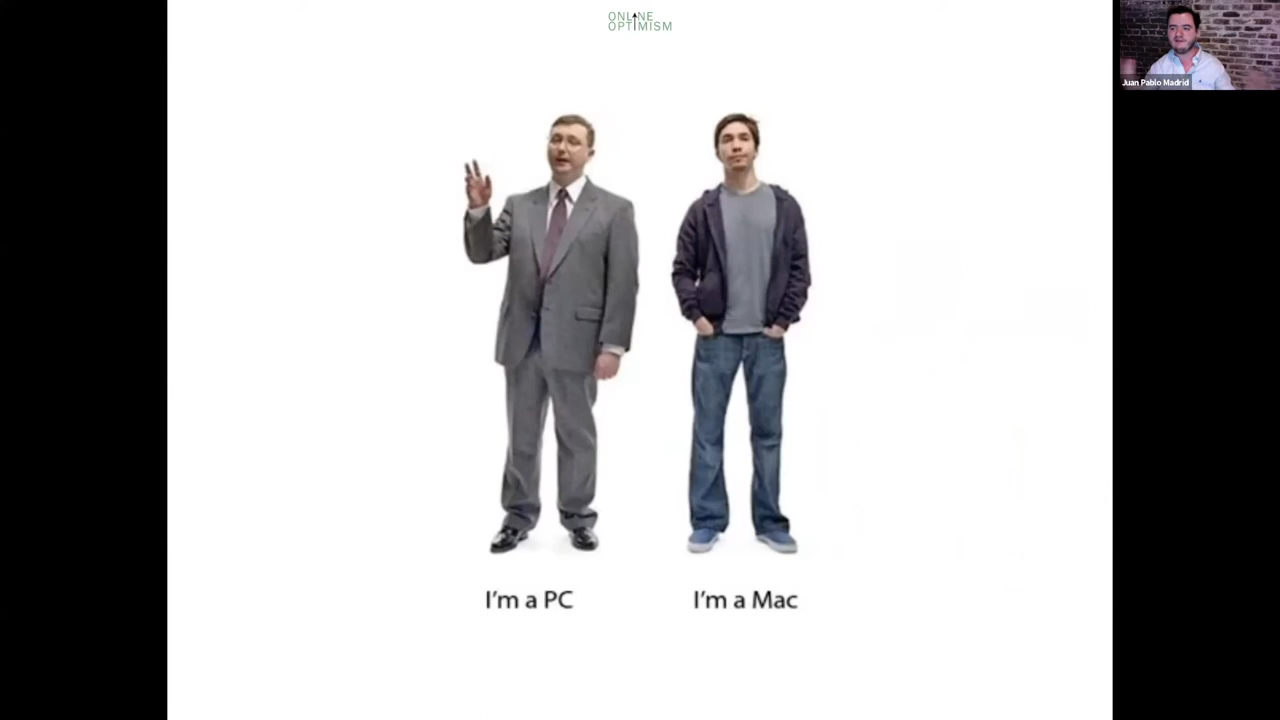 ONLINE
OPTIMISM
Juan Pablo Madrid
I'm a PC
I'm a Mac